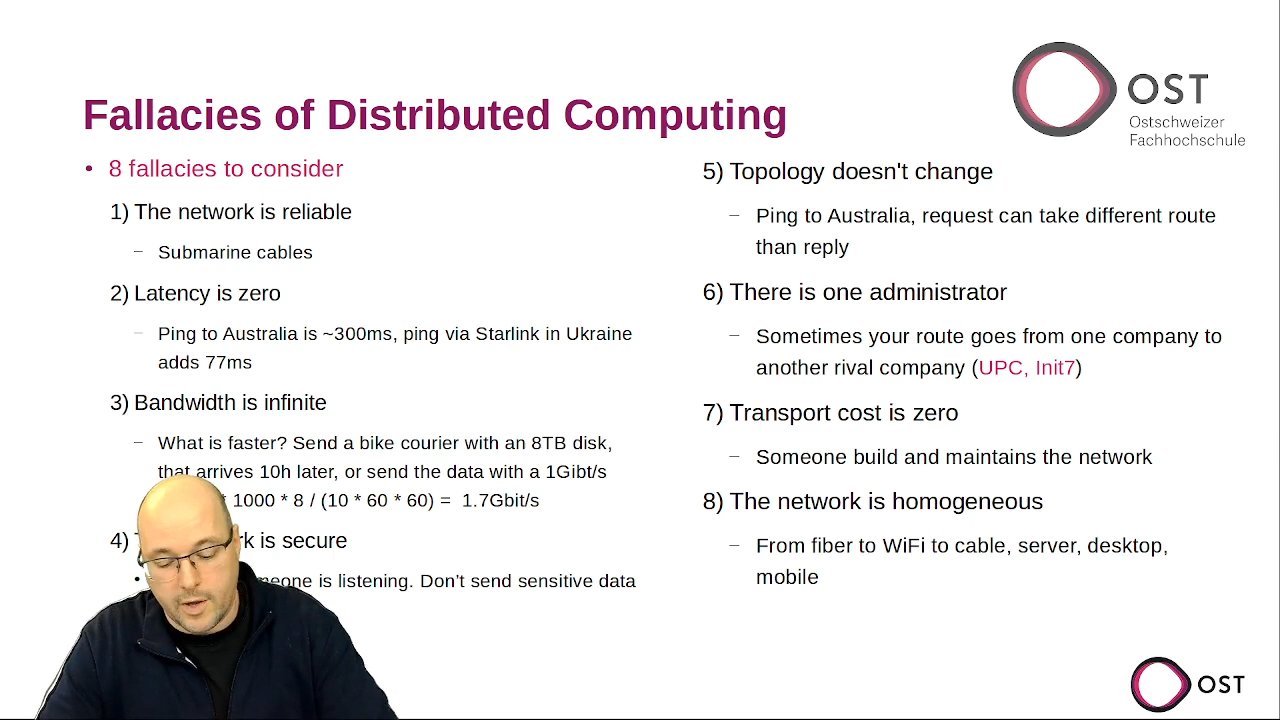 Fallacies of Distributed Computing
OST
Ostschweizer
Fachhochschule
• 8 fallacies to consider
1) The network is reliable
– Submarine cables
2) Latency is zero
– Ping to Australia is ~300ms, ping via Starlink in Ukraine
adds 77ms
3) Bandwidth is infinite
– What is faster? Send a bike courier with an 8TB disk,
that arrives 10h later, or send the data with a 1Gibt/s
1000 * 8 / (10 * 60 * 60) = 1.7Gbit/s
4) is secure
• is listening. Don't send sensitive data
5) Topology doesn't change
– Ping to Australia, request can take different route
than reply
6) There is one administrator
– Sometimes your route goes from one company to
another rival company (UPC, Init7)
7) Transport cost is zero
– Someone build and maintains the network
8) The network is homogeneous
– From fiber to WiFi to cable, server, desktop,
mobile
OST